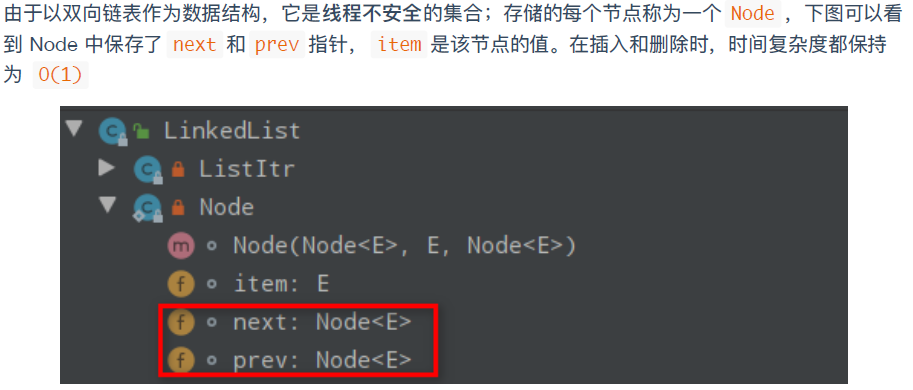 由于以双向链表作为数据结构，它是线程不安全的集合；存储的每个节点称为一个 Node ，下图可以看
到 Node 中保存了 next 和 prev 指针， item 是该节点的值。在插入和删除时，时间复杂度都保持
为 O(1)
LinkedList
ListItr
Node
Node(Node<E>, E, Node<E>)
item: E
next: Node<E>
prev: Node<E>